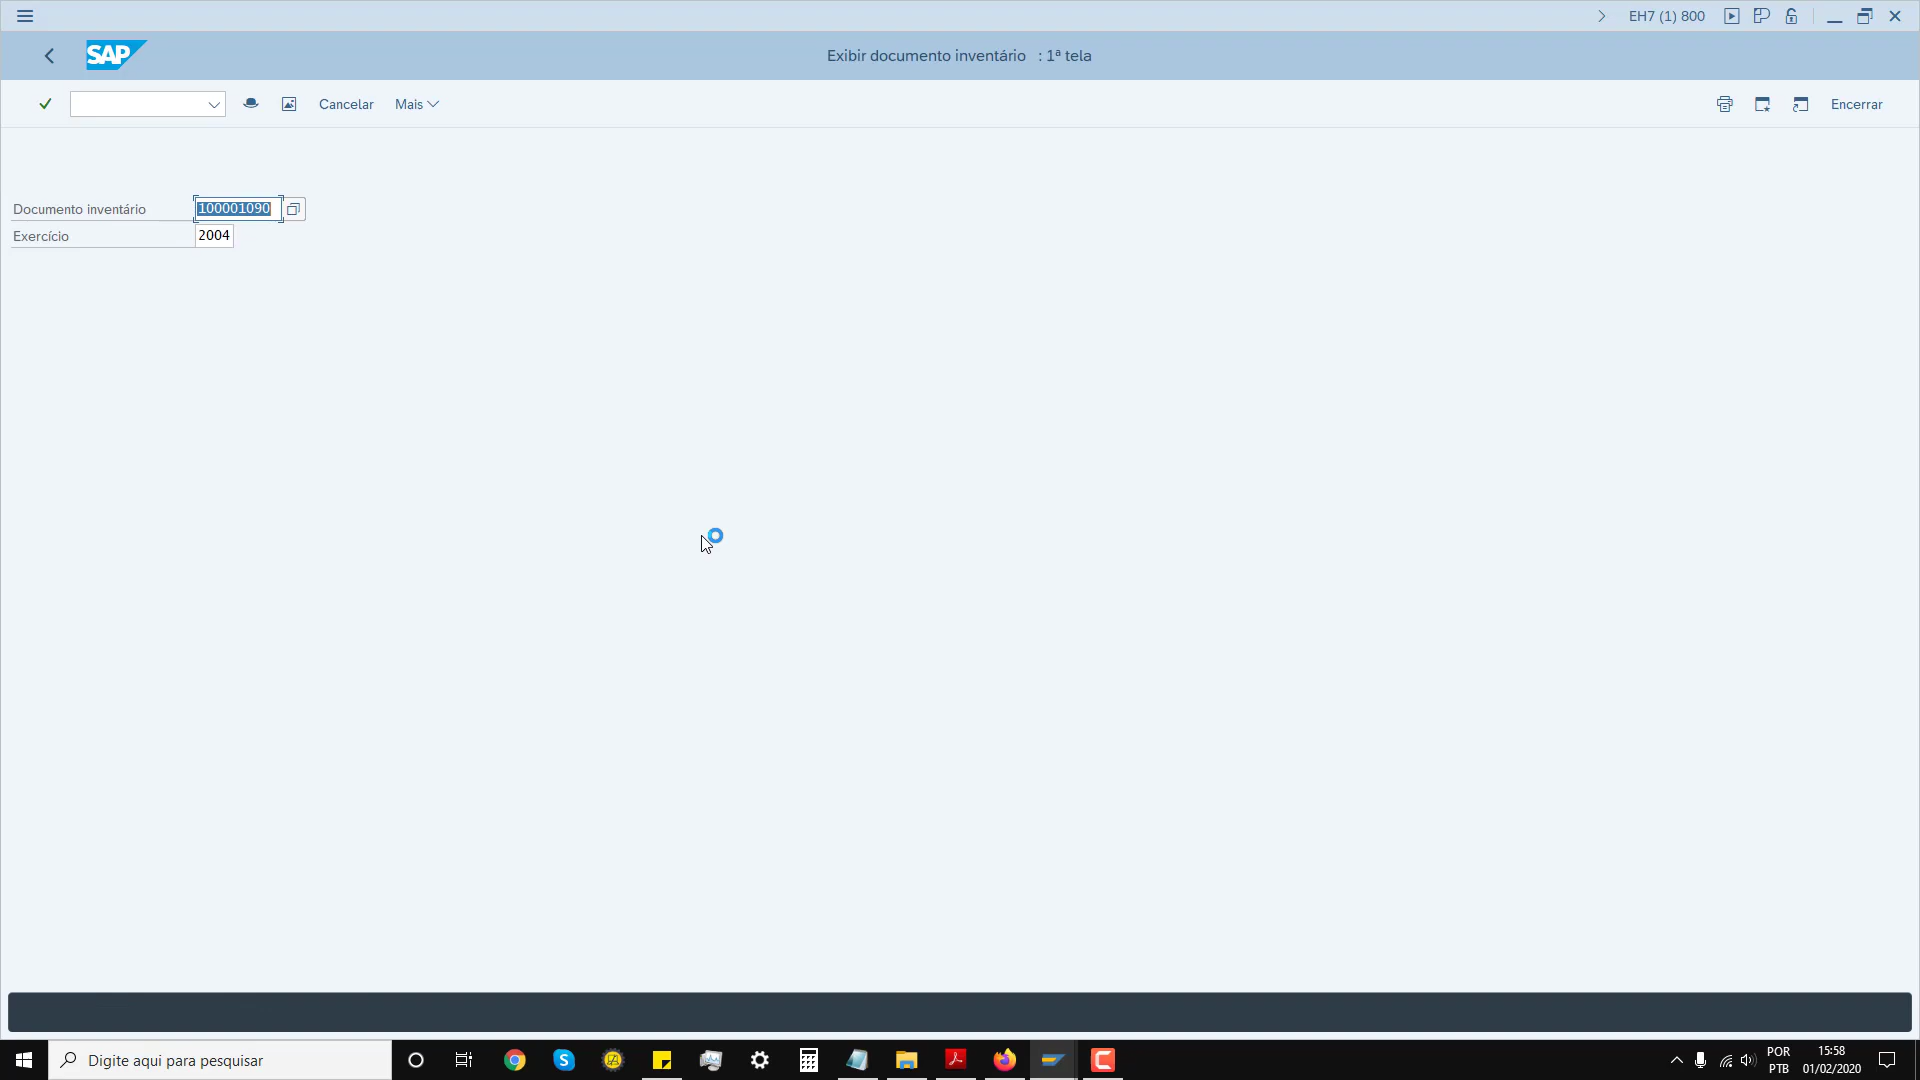 EH7 (1) 800
SAP
Exibir documento inventário : 1ª tela
Cancelar Mais Encerrar
Documento inventário 100001090
Exercício 2004
Digite aqui para pesquisar
POR 15:58
PTB 01/02/2020